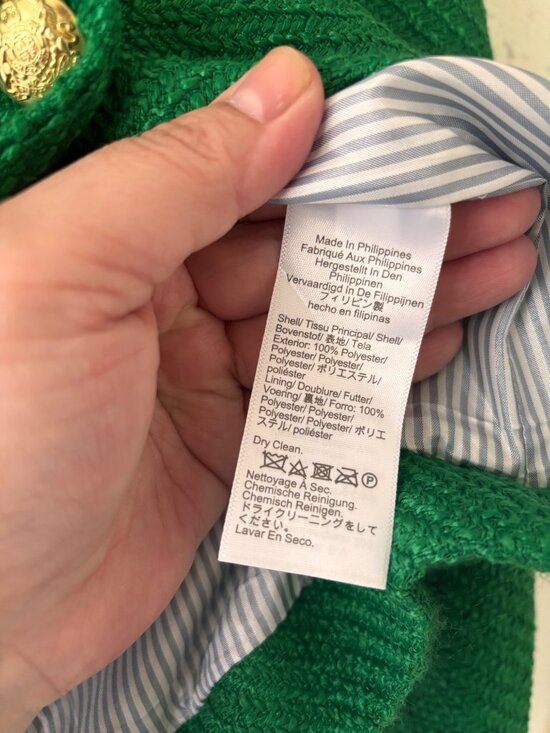 Made In Philippines
Fabriqué Aux Philippines
Hergestellt In Den
Philippinen
Vervaardigd In De Filippijnen
フィリピン製
hecho en filipinas
Shell/ Tissu Principal/ Shell/
Bovenstof/ 表地/ Tela
Exterior: 100% Polyester/
Polyester/ Polyester/
Polyester/ ポリエステル/
poliéster
Lining/ Doublure/ Futter/
Voering/ 裏地/ Forro: 100%
Polyester/ Polyester/
Polyester/ Polyester/ ポリエ
ステル/ poliéster
Dry Clean.
P
Nettoyage À Sec.
Chemische Reinigung.
Chemisch Reinigen.
ドライクリーニングをして
ください。
Lavar En Seco.